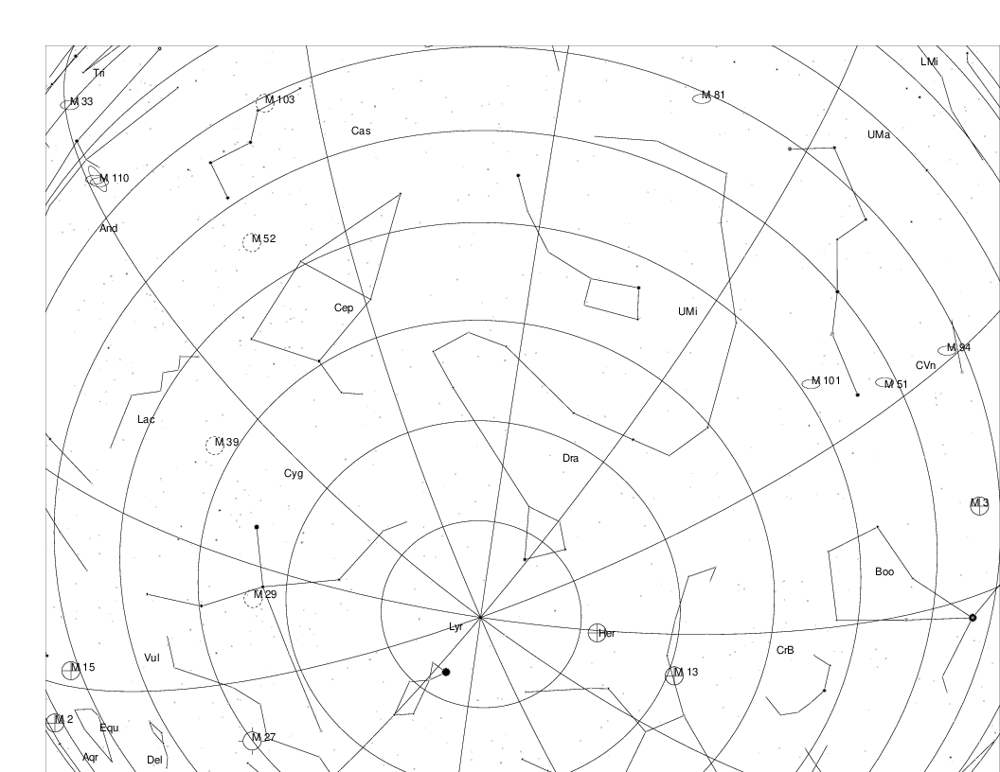 LMi
Tri
M 81
M 103
M 33
Cas
UMa
M 110
And
M 52
Cep
UMi
M 94
CVn
M 101
M 51
Lac
M 39
Dra
Cyg
M 3
Boo
M 29
Lyr
Her
CrB
Vul
M 15
M 13
M 2
Equ
M 27
Aqr
Del